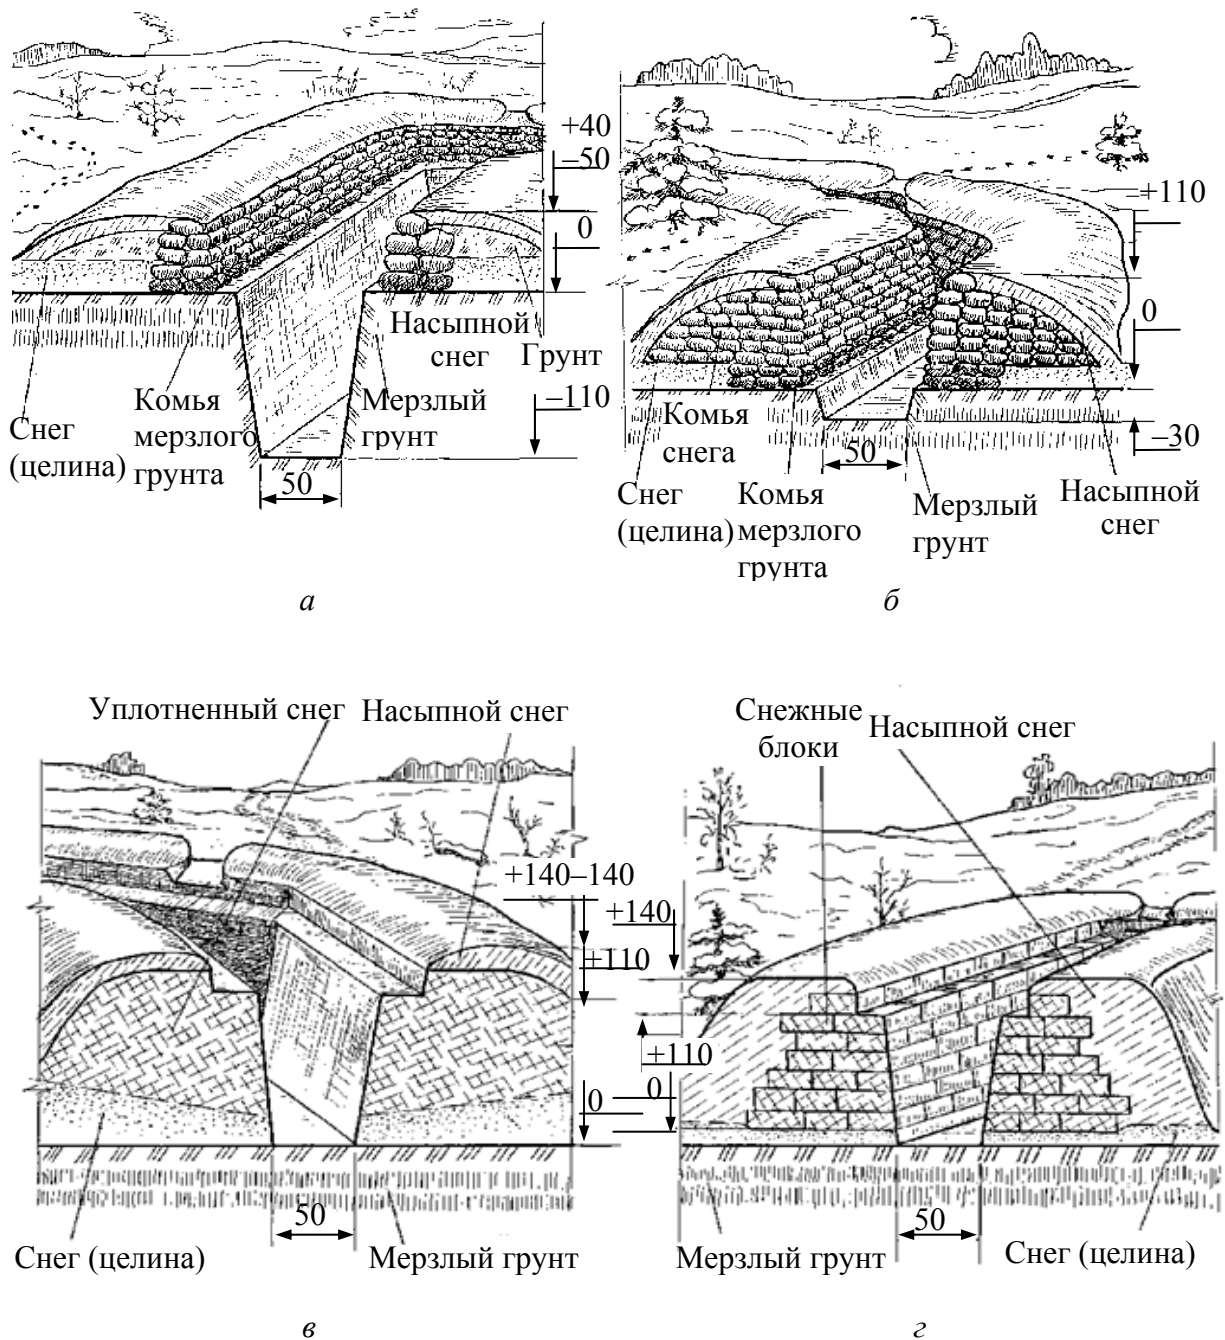 +40
–50
0
Насыпной
снег
Грунт
Комья
мерзлого
грунта
Мерзлый
грунт
Снег
(целина)
–110
50
а
+110
0
–30
Комья
снега
50
Снег
(целина)
Комья
мерзлого
грунта
Мерзлый
грунт
Насыпной
снег
б
Уплотненный снег
Насыпной снег
+140–140
+110
0
50
Снег (целина)
Мерзлый грунт
в
Снежные
блоки
Насыпной снег
+140
+110
0
50
Мерзлый грунт
Снег (целина)
г